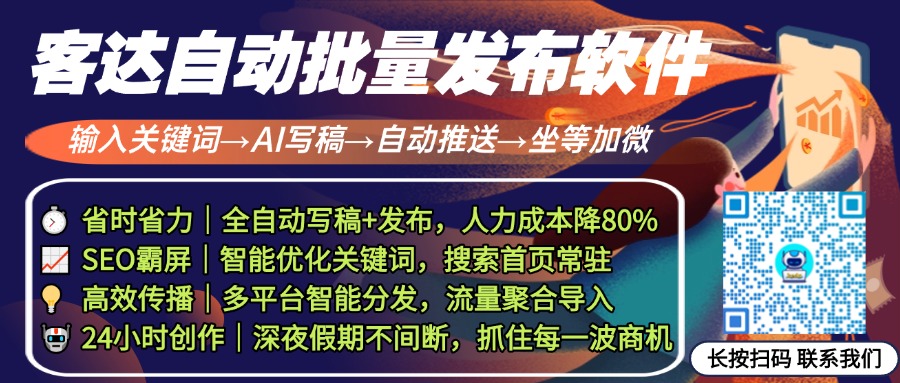 客达自动批量发布软件
输入关键词→AI写稿→自动推送→坐等加微
省时省力｜全自动写稿+发布，人力成本降80%
SEO霸屏｜智能优化关键词，搜索首页常驻
高效传播｜多平台智能分发，流量聚合导入
24小时创作｜深夜假期不间断，抓住每一波商机
长按扫码 联系我们